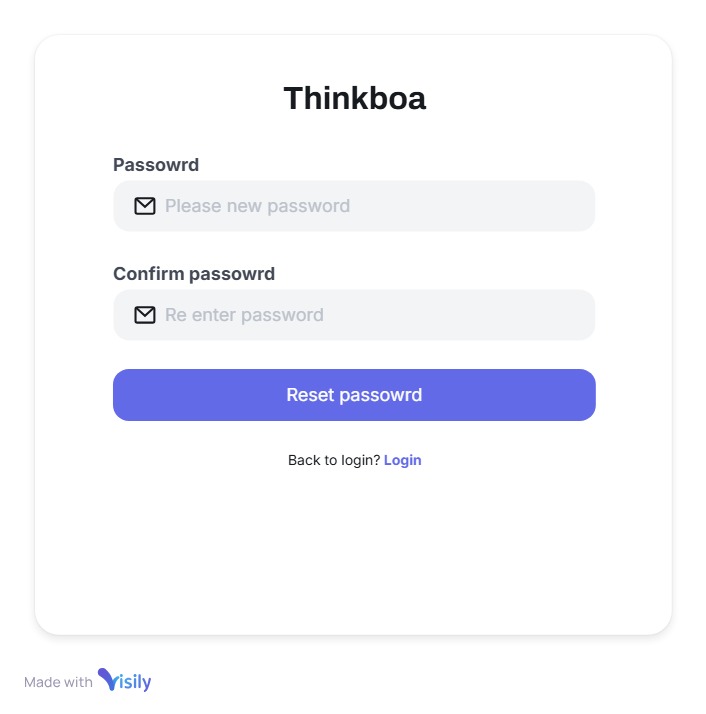 Thinkboa
Passowrd
Please new password
Confirm passowrd
Re enter password
Reset passowrd
Back to login? Login
Made with Visily